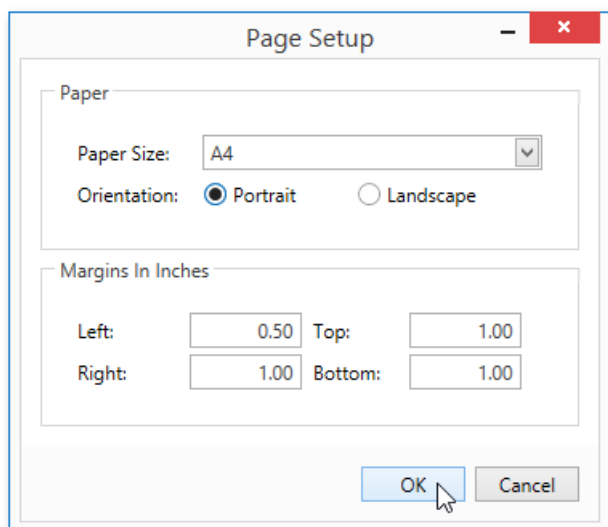 Page Setup
Paper
Paper Size: A4
Orientation: Portrait Landscape
Margins In Inches
Left: 0.50 Top: 1.00
Right: 1.00 Bottom: 1.00
OK Cancel